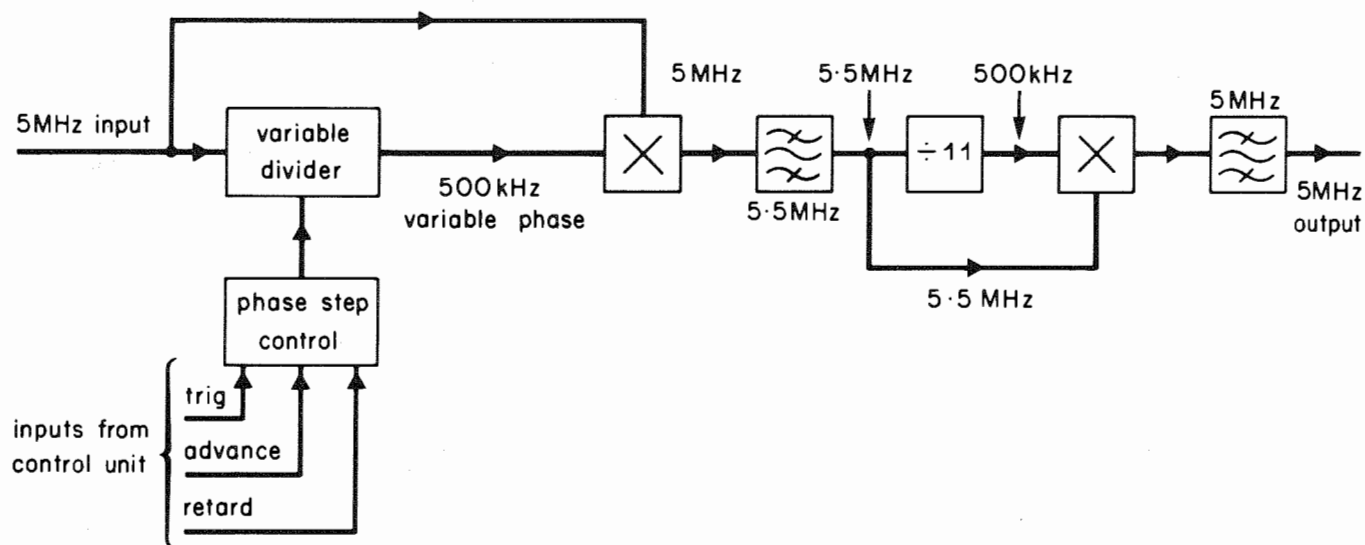 5MHz input
variable
divider
500kHz
variable phase
5MHz
5·5MHz
5·5MHz
÷11
500kHz
5·5 MHz
5MHz
5MHz
output
phase step
control
inputs from
control unit
trig
advance
retard